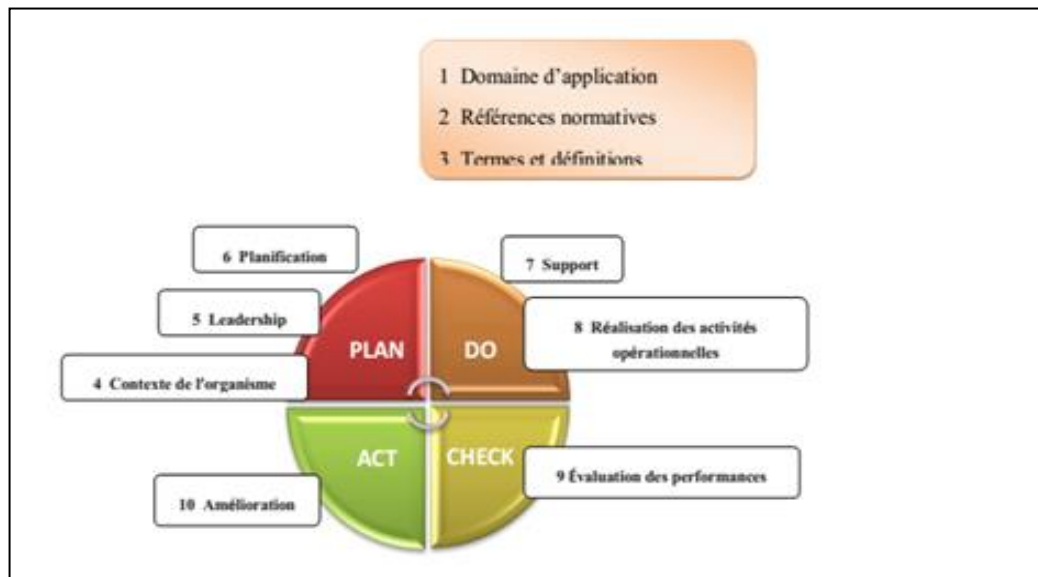 1 Domaine d'application
2 Références normatives
3 Termes et définitions
6 Planification
7 Support
5 Leadership
8 Réalisation des activités
opérationnelles
PLAN
DO
4 Contexte de l'organisme
ACT
CHECK
9 Évaluation des performances
10 Amélioration